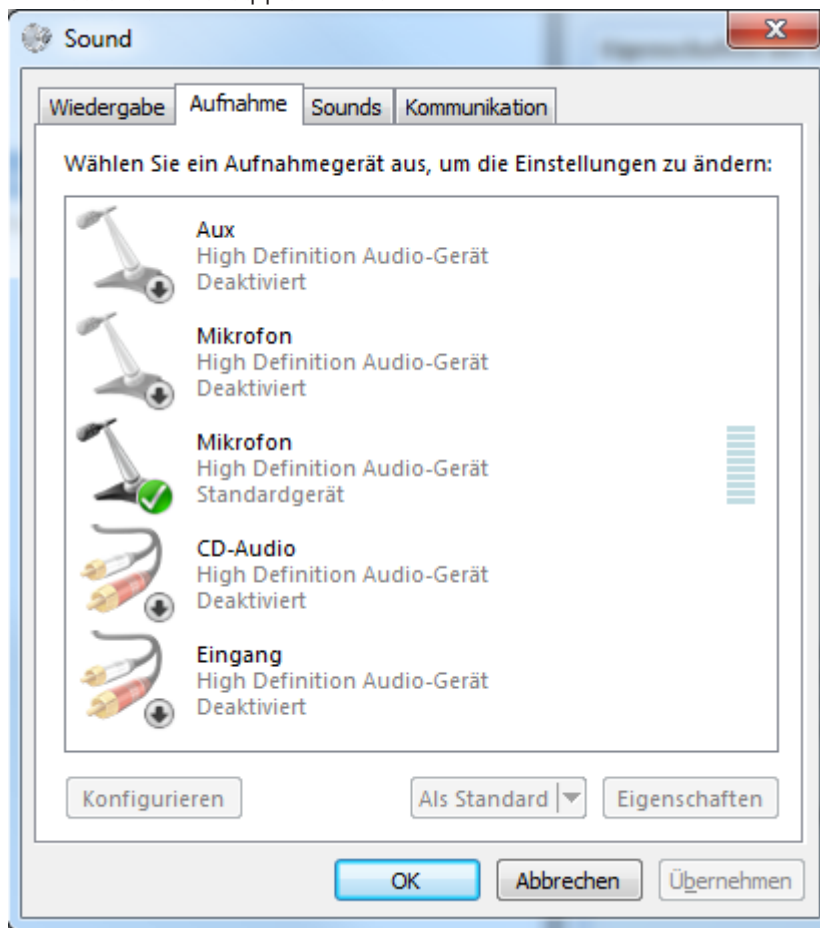 Sound
Wiedergabe Aufnahme Sounds Kommunikation
Wählen Sie ein Aufnahmegerät aus, um die Einstellungen zu ändern:
Aux
High Definition Audio-Gerät
Deaktiviert
Mikrofon
High Definition Audio-Gerät
Deaktiviert
Mikrofon
High Definition Audio-Gerät
Standardgerät
CD-Audio
High Definition Audio-Gerät
Deaktiviert
Eingang
High Definition Audio-Gerät
Deaktiviert
Konfigurieren Als Standard Eigenschaften
OK Abbrechen Übernehmen